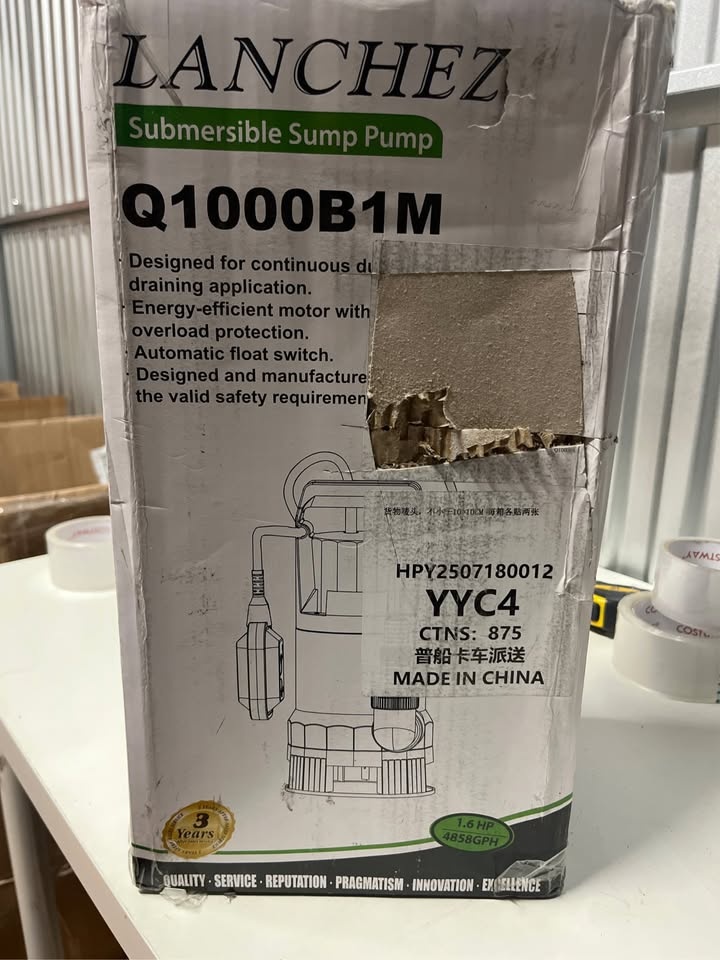 LANCHEZ
Submersible Sump Pump
Q1000B1M
· Designed for continuous du
draining application.
· Energy-efficient motor with
overload protection.
· Automatic float switch.
· Designed and manufacture
the valid safety requiremen
HPY2507180012
YYC4
CTNS: 875
普船卡车派送
MADE IN CHINA
3
Years
1.6 HP
4858GPH
QUALITY · SERVICE · REPUTATION · PRAGMATISM · INNOVATION · EXCELLENCE